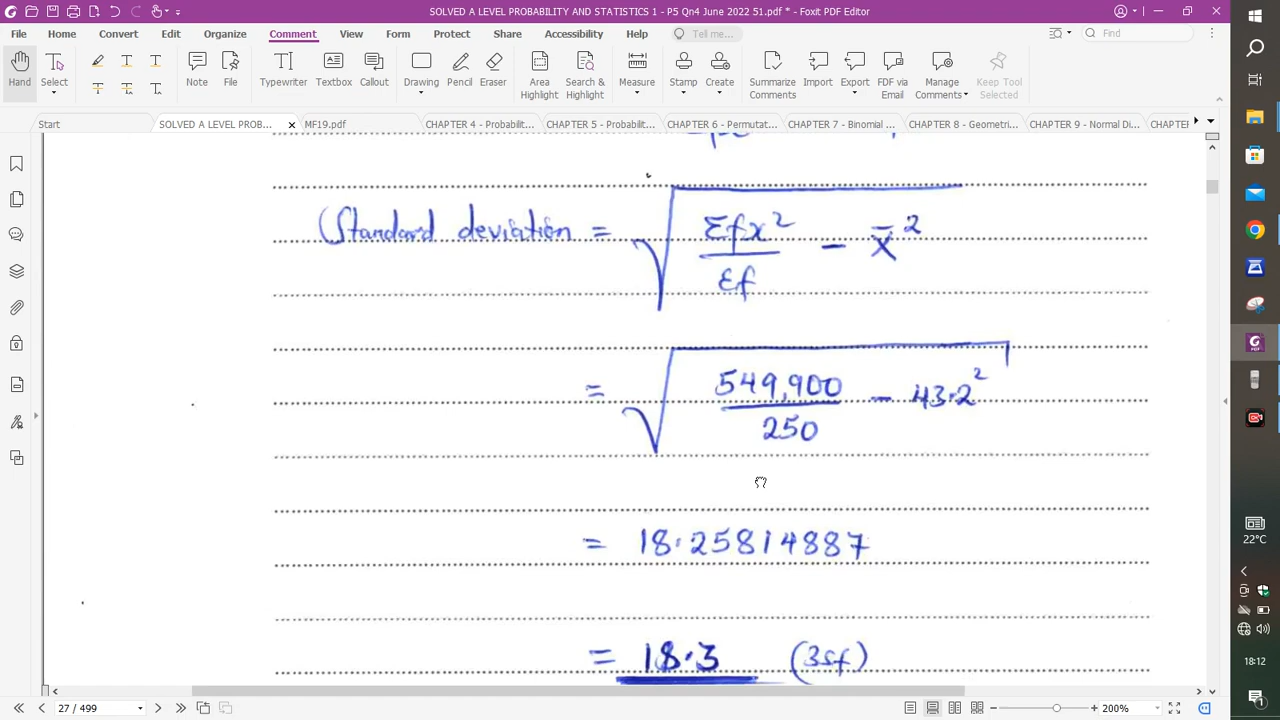 SOLVED A LEVEL PROBABILITY AND STATISTICS 1 - P5 Qn4 June 2022 51.pdf * - Foxit PDF Editor
File Home Convert Edit Organize Comment View Form Protect Share Accessibility Help Tell me... Find
Hand Select Note File Typewriter Textbox Callout Drawing Pencil Eraser Area Highlight Search & Highlight Measure Stamp Create Summarize Comments Import Export FDF via Email Manage Comments Keep Tool Selected
Start SOLVED A LEVEL PROB... MF19.pdf CHAPTER 4 - Probabilit... CHAPTER 5 - Probabilit... CHAPTER 6 - Permutat... CHAPTER 7 - Binomial ... CHAPTER 8 - Geometri... CHAPTER 9 - Normal Di... CHAPTE
(Standard deviation = √(Σfx²/Σf − x̄²)
= √(549,900/250 − 43.2²)
= 18.25814887
= 18.3 (3sf)
22°C
18:12
27 / 499 200%
1